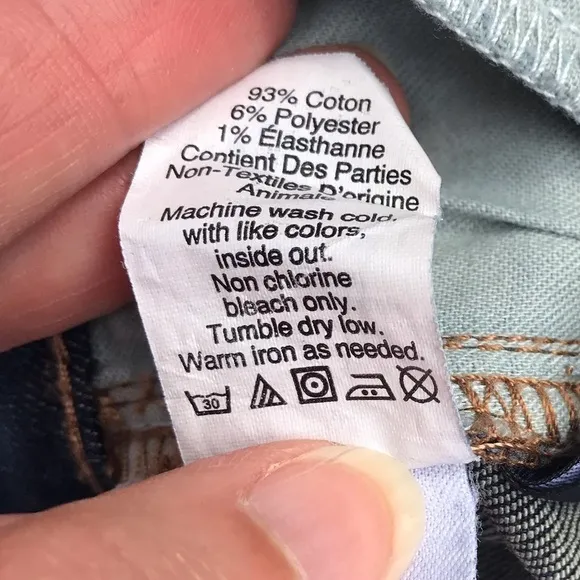 93% Coton
6% Polyester
1% Élasthanne
Contient Des Parties
Non-Textiles D'origine
Animale
Machine wash cold,
with like colors,
inside out.
Non chlorine
bleach only.
Tumble dry low.
Warm iron as needed.
30